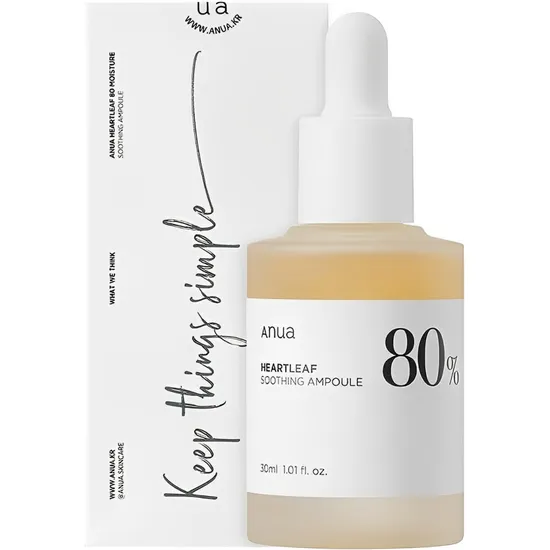 ua
WWW.ANUA.KR
ANUA HEARTLEAF 80 MOISTURE
SOOTHING AMPOULE
WHAT WE THINK
WWW.ANUA.KR
@ANUA.SKINCARE
Keep things simple
Anua
HEARTLEAF
SOOTHING AMPOULE
80%
30ml 1.01 fl. oz.